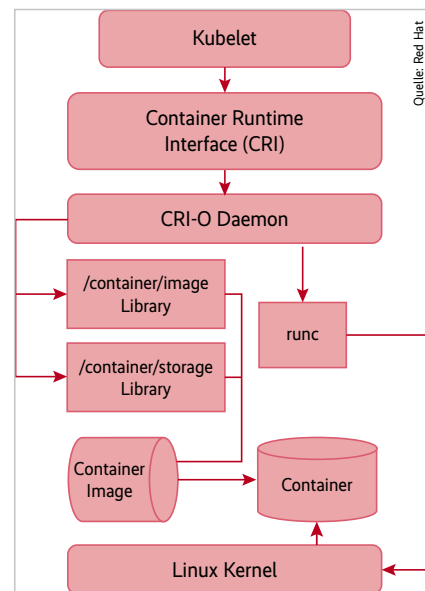 Kubelet
Quelle: Red Hat
Container Runtime
Interface (CRI)
CRI-O Daemon
/container/image
Library
runc
/container/storage
Library
Container
Image
Container
Linux Kernel